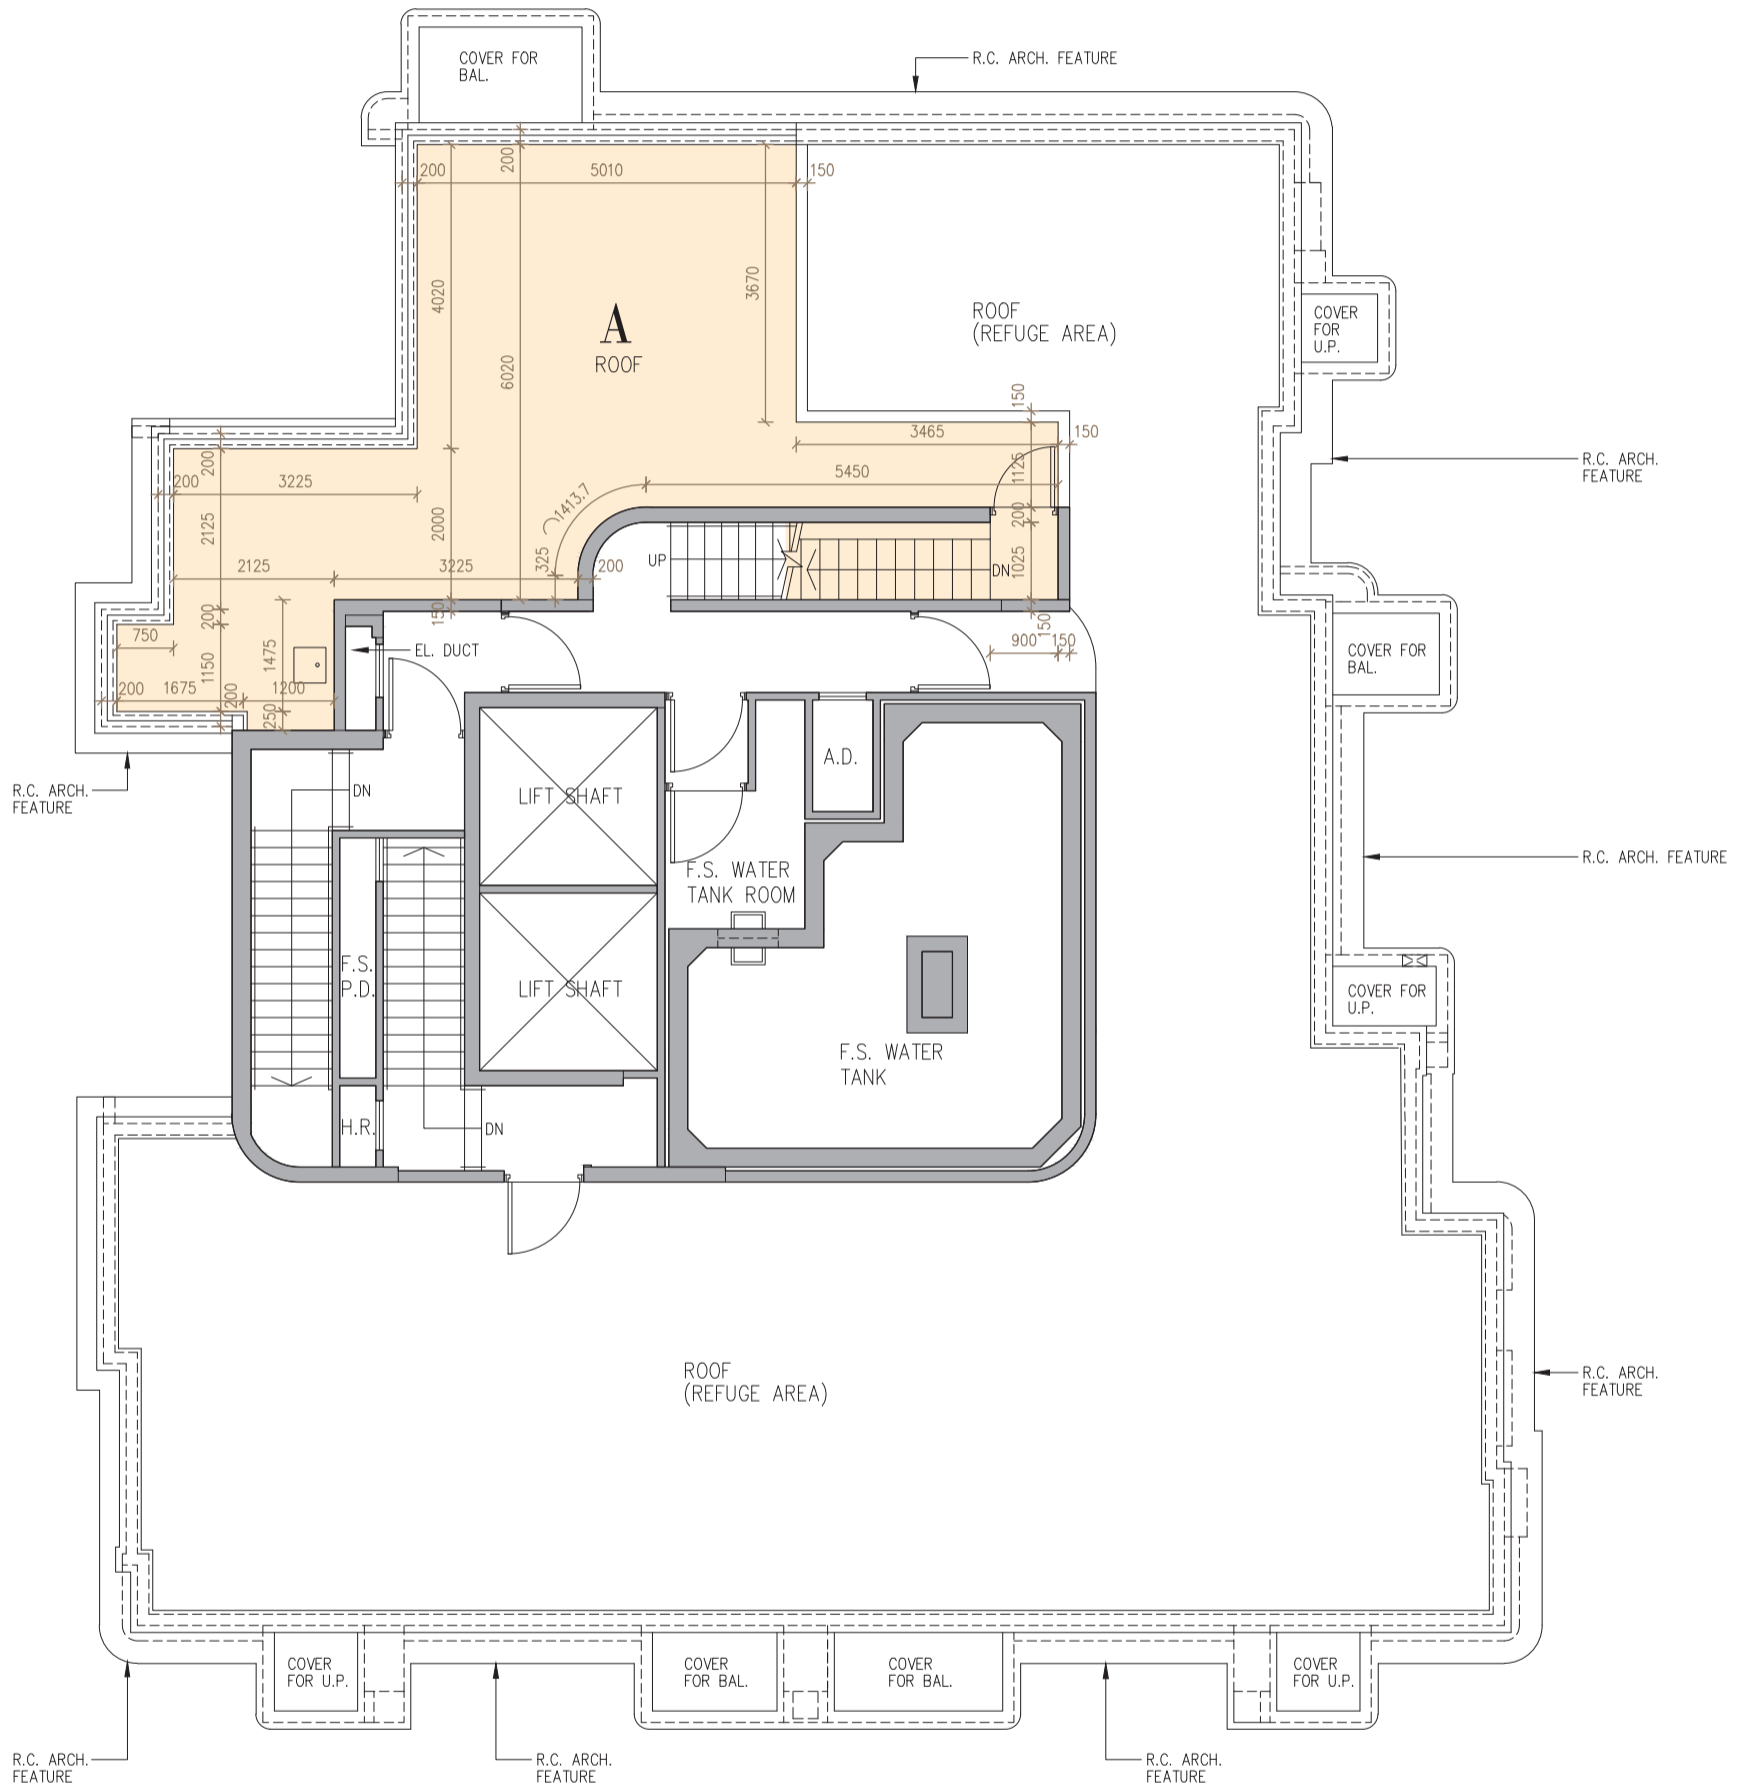 COVER FOR
BAL.
R.C. ARCH. FEATURE
200
200
5010
150
4020
6020
3670
A
ROOF
ROOF
(REFUGE AREA)
COVER
FOR
U.P.
150
3465
150
R.C. ARCH.
FEATURE
200
200
3225
5450
1125
1413.7
2125
2000
200
2125
3225
325
200
UP
DN
1025
200
150
150
750
1475
1150
EL. DUCT
900
150
COVER FOR
BAL.
200
1675
200
1200
250
R.C. ARCH.
FEATURE
DN
LIFT SHAFT
A.D.
F.S. WATER
TANK ROOM
R.C. ARCH. FEATURE
F.S.
P.D.
LIFT SHAFT
COVER FOR
U.P.
F.S. WATER
TANK
H.R.
DN
ROOF
(REFUGE AREA)
R.C. ARCH.
FEATURE
COVER
FOR U.P.
COVER
FOR BAL.
COVER
FOR BAL.
COVER
FOR U.P.
R.C. ARCH.
FEATURE
R.C. ARCH.
FEATURE
R.C. ARCH.
FEATURE